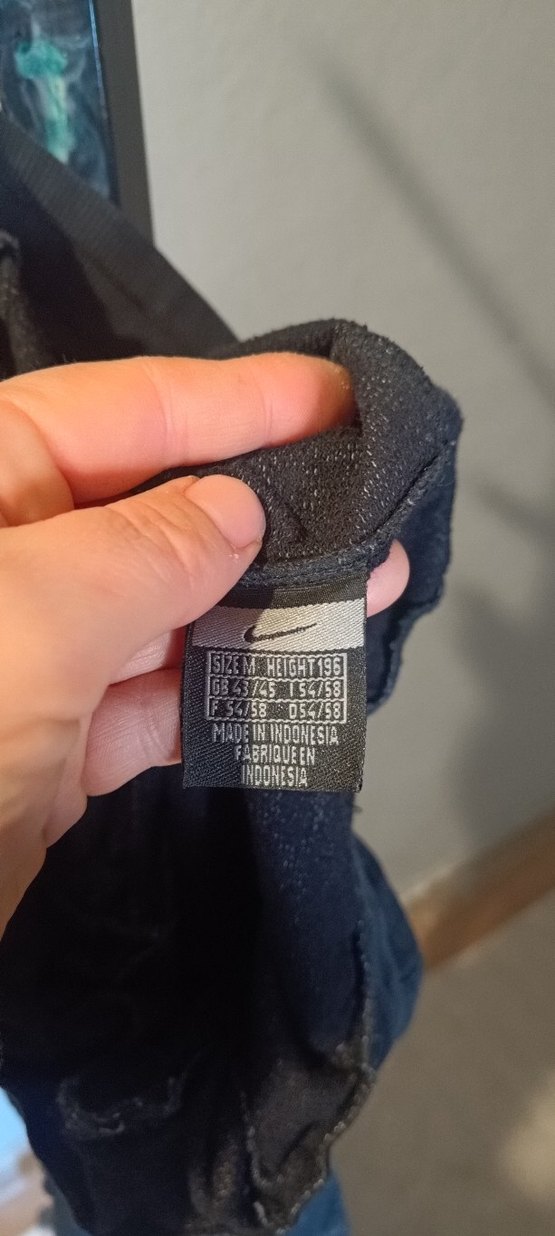 SIZE M HEIGHT 196
GB 43/45 I 54/58
F 54/58 D 54/58
MADE IN INDONESIA
FABRIQUE EN
INDONESIA